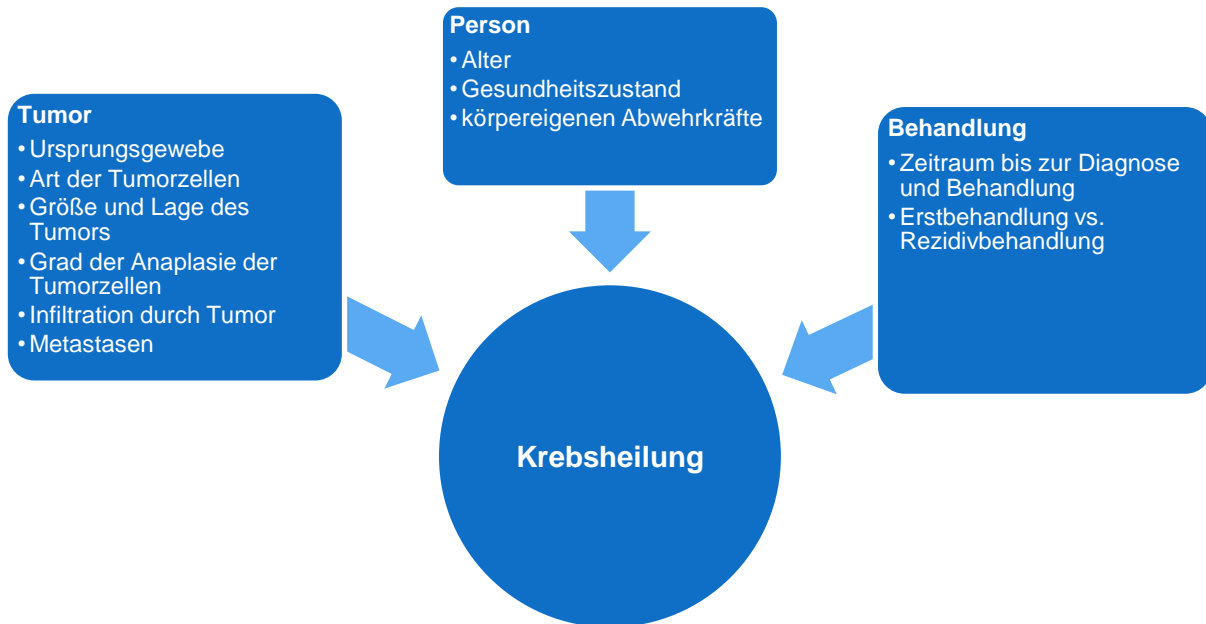 Person
• Alter
• Gesundheitszustand
• körpereigenen Abwehrkräfte
Tumor
• Ursprungsgewebe
• Art der Tumorzellen
• Größe und Lage des
Tumors
• Grad der Anaplasie der
Tumorzellen
• Infiltration durch Tumor
• Metastasen
Behandlung
• Zeitraum bis zur Diagnose
und Behandlung
• Erstbehandlung vs.
Rezidivbehandlung
Krebsheilung